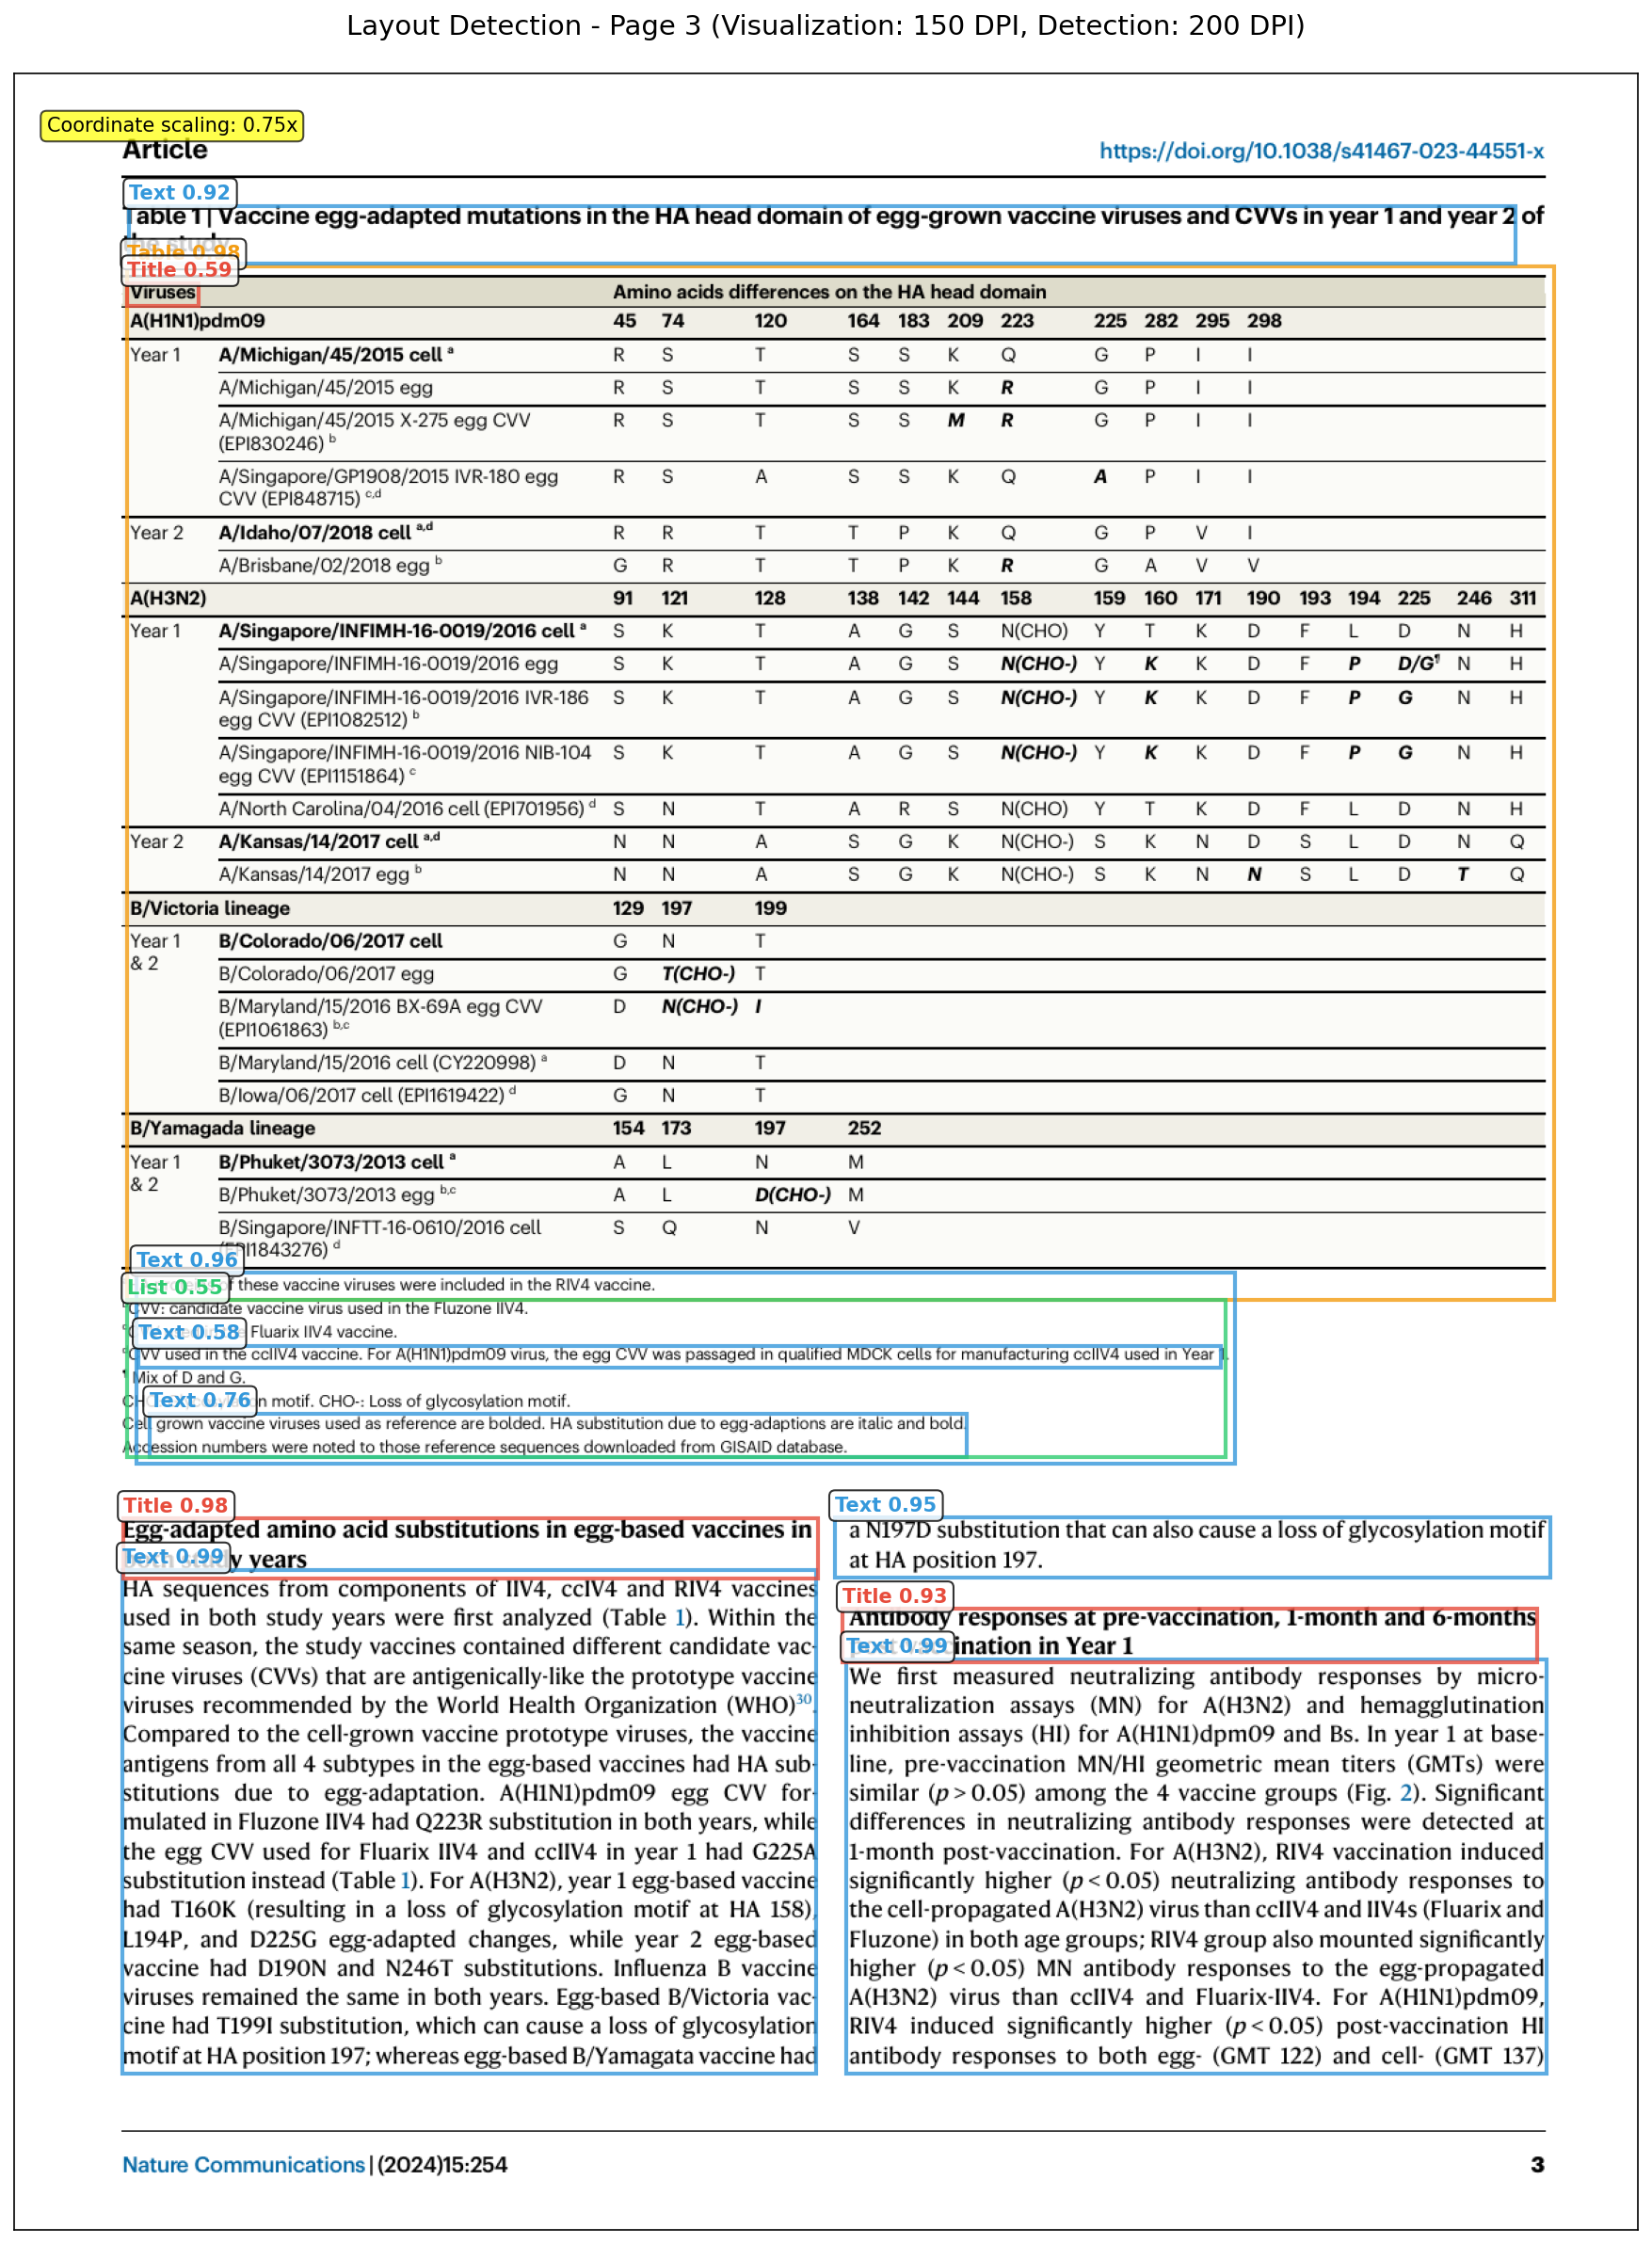 Layout Detection - Page 3 (Visualization: 150 DPI, Detection: 200 DPI)
Coordinate scaling: 0.75x
Article https://doi.org/10.1038/s41467-023-44551-x
Text 0.92
Table 1 | Vaccine egg-adapted mutations in the HA head domain of egg-grown vaccine viruses and CVVs in year 1 and year 2 of
the study
Table 0.98
Title 0.59
Viruses Amino acids differences on the HA head domain
A(H1N1)pdm09 45 74 120 164 183 209 223 225 282 295 298
Year 1 A/Michigan/45/2015 cell a R S T S S K Q G P I I
A/Michigan/45/2015 egg R S T S S K R G P I I
A/Michigan/45/2015 X-275 egg CVV R S T S S M R G P I I
(EPI830246) b
A/Singapore/GP1908/2015 IVR-180 egg R S A S S K Q A P I I
CVV (EPI848715) c,d
Year 2 A/Idaho/07/2018 cell a,d R R T T P K Q G P V I
A/Brisbane/02/2018 egg b G R T T P K R G A V V
A(H3N2) 91 121 128 138 142 144 158 159 160 171 190 193 194 225 246 311
Year 1 A/Singapore/INFIMH-16-0019/2016 cell a S K T A G S N(CHO) Y T K D F L D N H
A/Singapore/INFIMH-16-0019/2016 egg S K T A G S N(CHO-) Y K K D F P D/G¶ N H
A/Singapore/INFIMH-16-0019/2016 IVR-186 S K T A G S N(CHO-) Y K K D F P G N H
egg CVV (EPI1082512) b
A/Singapore/INFIMH-16-0019/2016 NIB-104 S K T A G S N(CHO-) Y K K D F P G N H
egg CVV (EPI1151864) c
A/North Carolina/04/2016 cell (EPI701956) d S N T A R S N(CHO) Y T K D F L D N H
Year 2 A/Kansas/14/2017 cell a,d N N A S G K N(CHO-) S K N D S L D N Q
A/Kansas/14/2017 egg b N N A S G K N(CHO-) S K N N S L D T Q
B/Victoria lineage 129 197 199
Year 1 B/Colorado/06/2017 cell G N T
& 2
B/Colorado/06/2017 egg G T(CHO-) T
B/Maryland/15/2016 BX-69A egg CVV D N(CHO-) I
(EPI1061863) b,c
B/Maryland/15/2016 cell (CY220998) a D N T
B/Iowa/06/2017 cell (EPI1619422) d G N T
B/Yamagada lineage 154 173 197 252
Year 1 B/Phuket/3073/2013 cell a A L N M
& 2
B/Phuket/3073/2013 egg b,c A L D(CHO-) M
B/Singapore/INFTT-16-0610/2016 cell S Q N V
(EPI1843276) d
Text 0.96
these vaccine viruses were included in the RIV4 vaccine.
List 0.55
bCVV: candidate vaccine virus used in the Fluzone IIV4.
Fluarix IIV4 vaccine.
Text 0.58
dCVV used in the ccIIV4 vaccine. For A(H1N1)pdm09 virus, the egg CVV was passaged in qualified MDCK cells for manufacturing ccIIV4 used in Year 1.
¶ Mix of D and G.
motif. CHO-: Loss of glycosylation motif.
Text 0.76
Cell grown vaccine viruses used as reference are bolded. HA substitution due to egg-adaptions are italic and bold.
Accession numbers were noted to those reference sequences downloaded from GISAID database.
Title 0.98
Egg-adapted amino acid substitutions in egg-based vaccines in
both study years
Text 0.99
HA sequences from components of IIV4, ccIV4 and RIV4 vaccines
used in both study years were first analyzed (Table 1). Within the
same season, the study vaccines contained different candidate vac-
cine viruses (CVVs) that are antigenically-like the prototype vaccine
viruses recommended by the World Health Organization (WHO)30.
Compared to the cell-grown vaccine prototype viruses, the vaccine
antigens from all 4 subtypes in the egg-based vaccines had HA sub-
stitutions due to egg-adaptation. A(H1N1)pdm09 egg CVV for-
mulated in Fluzone IIV4 had Q223R substitution in both years, while
the egg CVV used for Fluarix IIV4 and ccIIV4 in year 1 had G225A
substitution instead (Table 1). For A(H3N2), year 1 egg-based vaccine
had T160K (resulting in a loss of glycosylation motif at HA 158),
L194P, and D225G egg-adapted changes, while year 2 egg-based
vaccine had D190N and N246T substitutions. Influenza B vaccine
viruses remained the same in both years. Egg-based B/Victoria vac-
cine had T199I substitution, which can cause a loss of glycosylation
motif at HA position 197; whereas egg-based B/Yamagata vaccine had
Text 0.95
a N197D substitution that can also cause a loss of glycosylation motif
at HA position 197.
Title 0.93
Antibody responses at pre-vaccination, 1-month and 6-months
post vaccination in Year 1
Text 0.99
We first measured neutralizing antibody responses by micro-
neutralization assays (MN) for A(H3N2) and hemagglutination
inhibition assays (HI) for A(H1N1)dpm09 and Bs. In year 1 at base-
line, pre-vaccination MN/HI geometric mean titers (GMTs) were
similar (p > 0.05) among the 4 vaccine groups (Fig. 2). Significant
differences in neutralizing antibody responses were detected at
1-month post-vaccination. For A(H3N2), RIV4 vaccination induced
significantly higher (p < 0.05) neutralizing antibody responses to
the cell-propagated A(H3N2) virus than ccIIV4 and IIV4s (Fluarix and
Fluzone) in both age groups; RIV4 group also mounted significantly
higher (p < 0.05) MN antibody responses to the egg-propagated
A(H3N2) virus than ccIIV4 and Fluarix-IIV4. For A(H1N1)pdm09,
RIV4 induced significantly higher (p < 0.05) post-vaccination HI
antibody responses to both egg- (GMT 122) and cell- (GMT 137)
Nature Communications | (2024)15:254 3